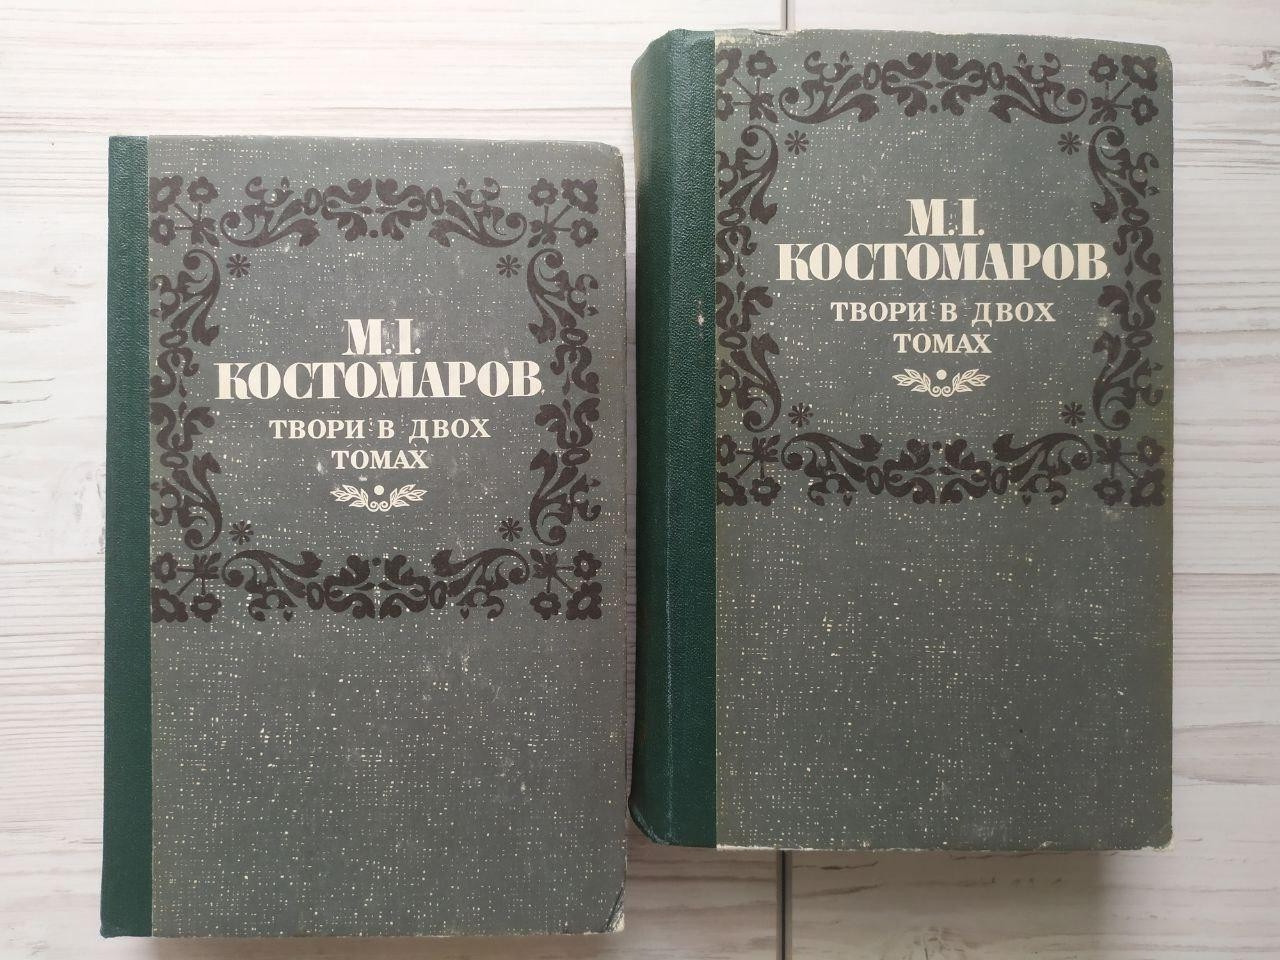 М.І.
КОСТОМАРОВ
ТВОРИ В ДВОХ
ТОМАХ
М.І.
КОСТОМАРОВ
ТВОРИ В ДВОХ
ТОМАХ